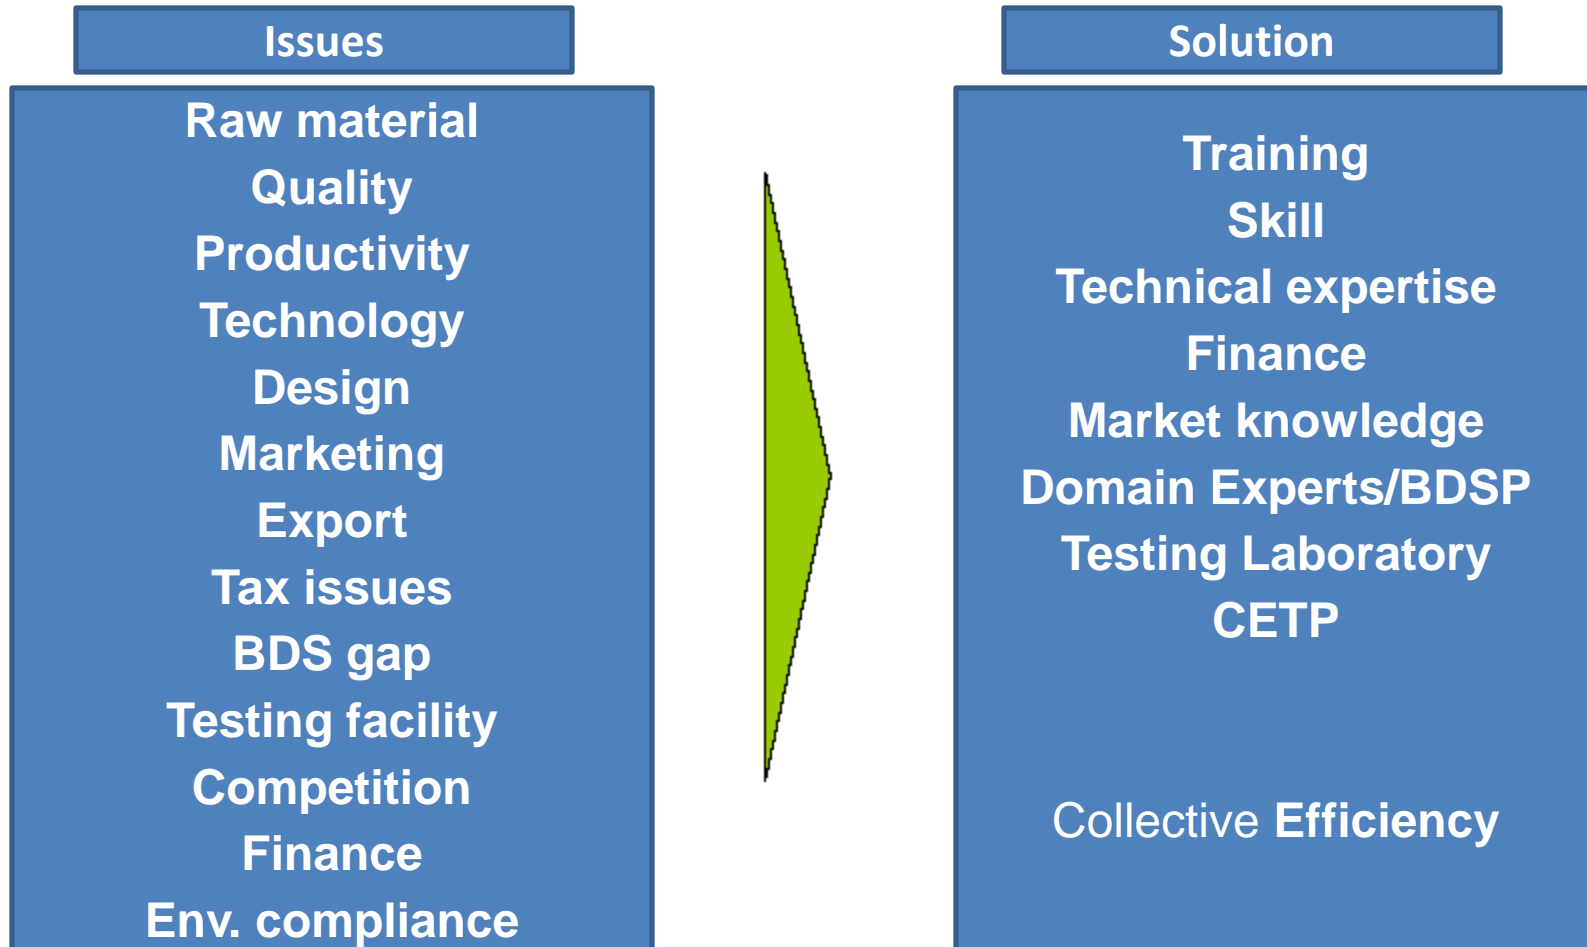 Issues
Raw material
Quality
Productivity
Technology
Design
Marketing
Export
Tax issues
BDS gap
Testing facility
Competition
Finance
Env. compliance
Solution
Training
Skill
Technical expertise
Finance
Market knowledge
Domain Experts/BDSP
Testing Laboratory
CETP
Collective Efficiency